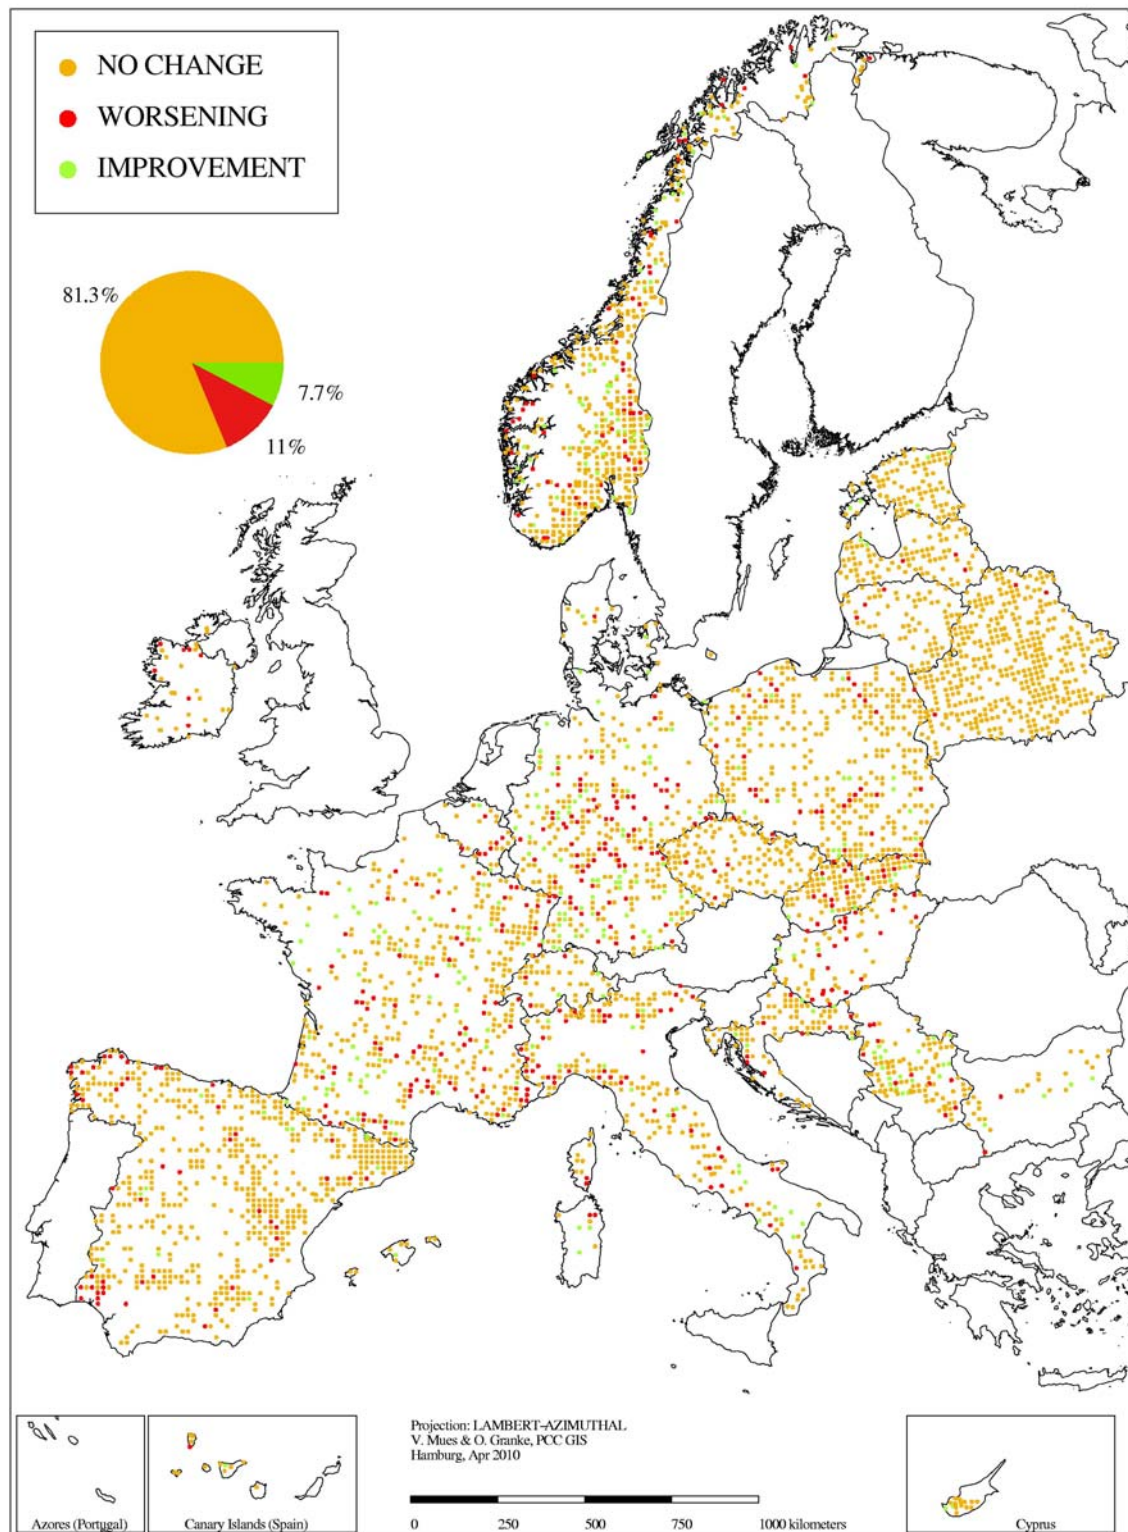 NO CHANGE
WORSENING
IMPROVEMENT
81.3%
7.7%
11%
Projection: LAMBERT-AZIMUTHAL
V. Mues & O. Granke, PCC GIS
Hamburg, Apr 2010
Azores (Portugal)
Canary Islands (Spain)
0 250 500 750 1000 kilometers
Cyprus